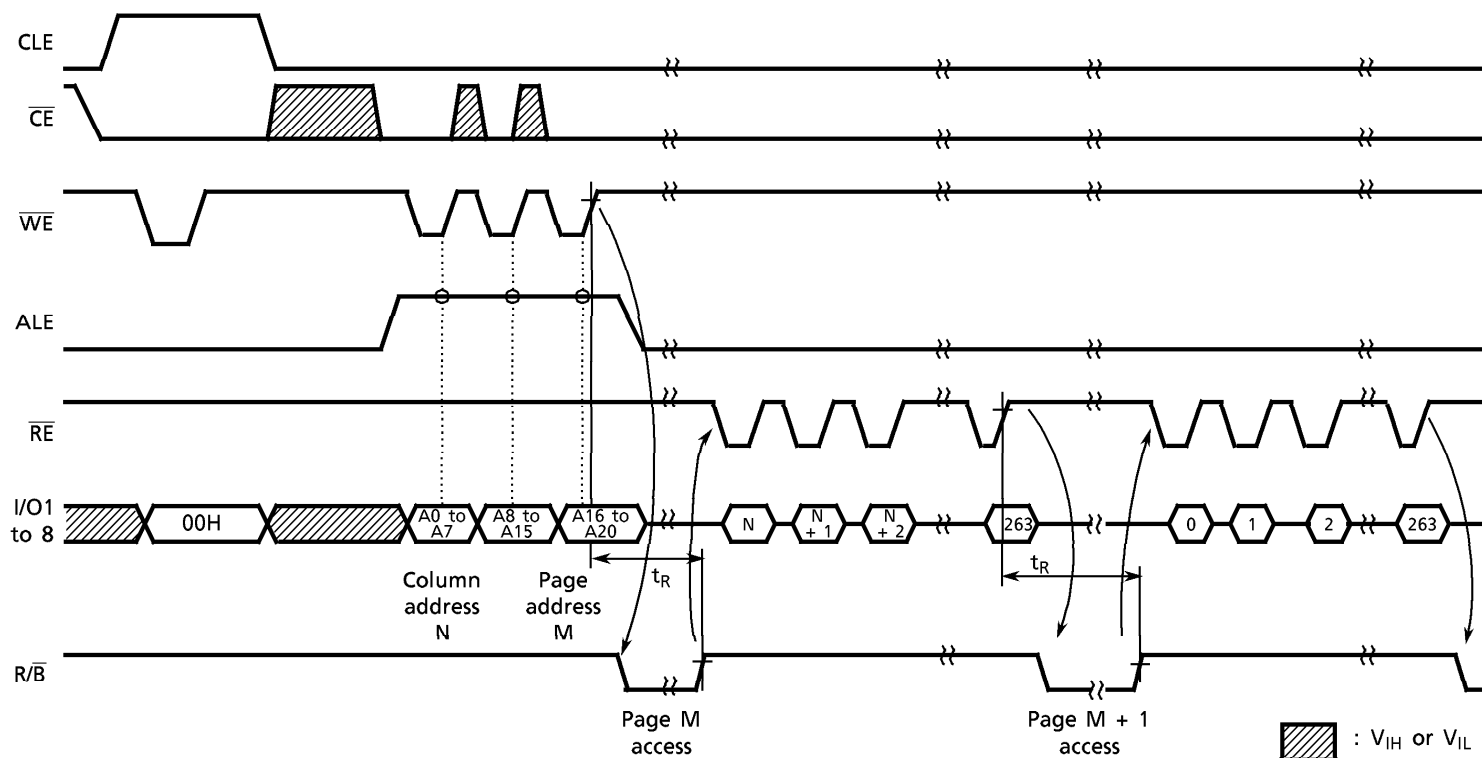 CLE
CE
WE
ALE
RE
I/O1
to 8
00H
A0 to
A7
A8 to
A15
A16 to
A20
N
N
+ 1
N
+ 2
263
0
1
2
263
Column
address
N
Page
address
M
tR
tR
R/B
Page M
access
Page M + 1
access
: VIH or VIL